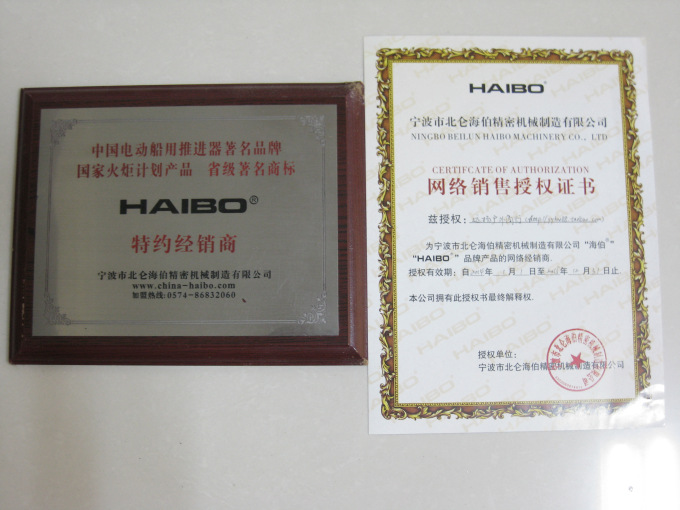 中国电动船用推进器著名品牌
国家火炬计划产品 省级著名商标
HAIBO®
特约经销商
宁波市北仑海伯精密机械制造有限公司
www.china-haibo.com
加盟热线:0574-86832060
HAIBO®
宁波市北仑海伯精密机械制造有限公司
NINGBO BEILUN HAIBO MACHINERY CO., LTD
CERTIFCATE OF AUTHORIZATION
网络销售授权证书
兹授权:
为宁波市北仑海伯精密机械制造有限公司“海伯®”
“HAIBO®”品牌产品的网络经销商.
授权有效期: 自 年 月 日至 年 月 日止.
本公司拥有此授权书最终解释权.
授权单位:
宁波市北仑海伯精密机械制造有限公司